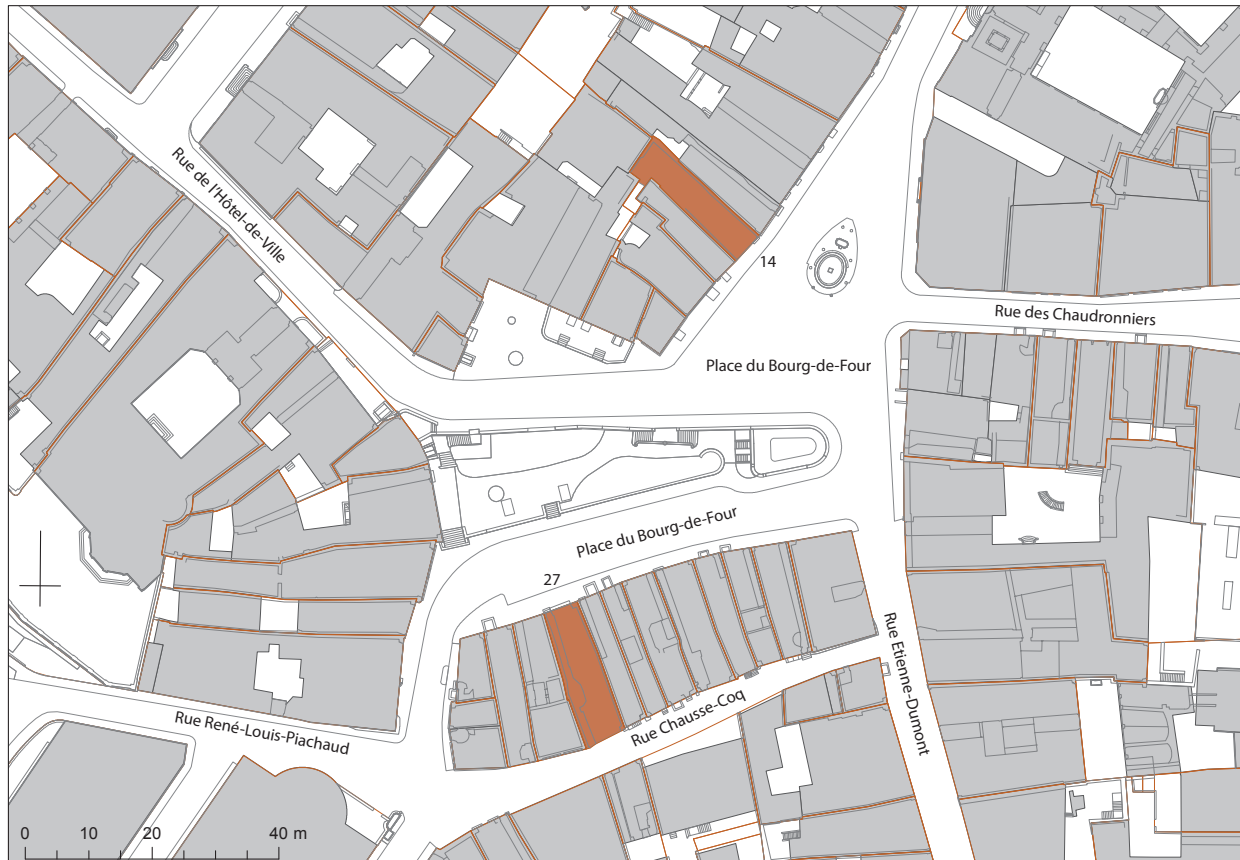 Rue de l'Hôtel-de-Ville
14
Rue des Chaudronniers
Place du Bourg-de-Four
Place du Bourg-de-Four
27
Rue Etienne-Dumont
Rue Chausse-Coq
Rue René-Louis-Piachaud
0 10 20 40 m